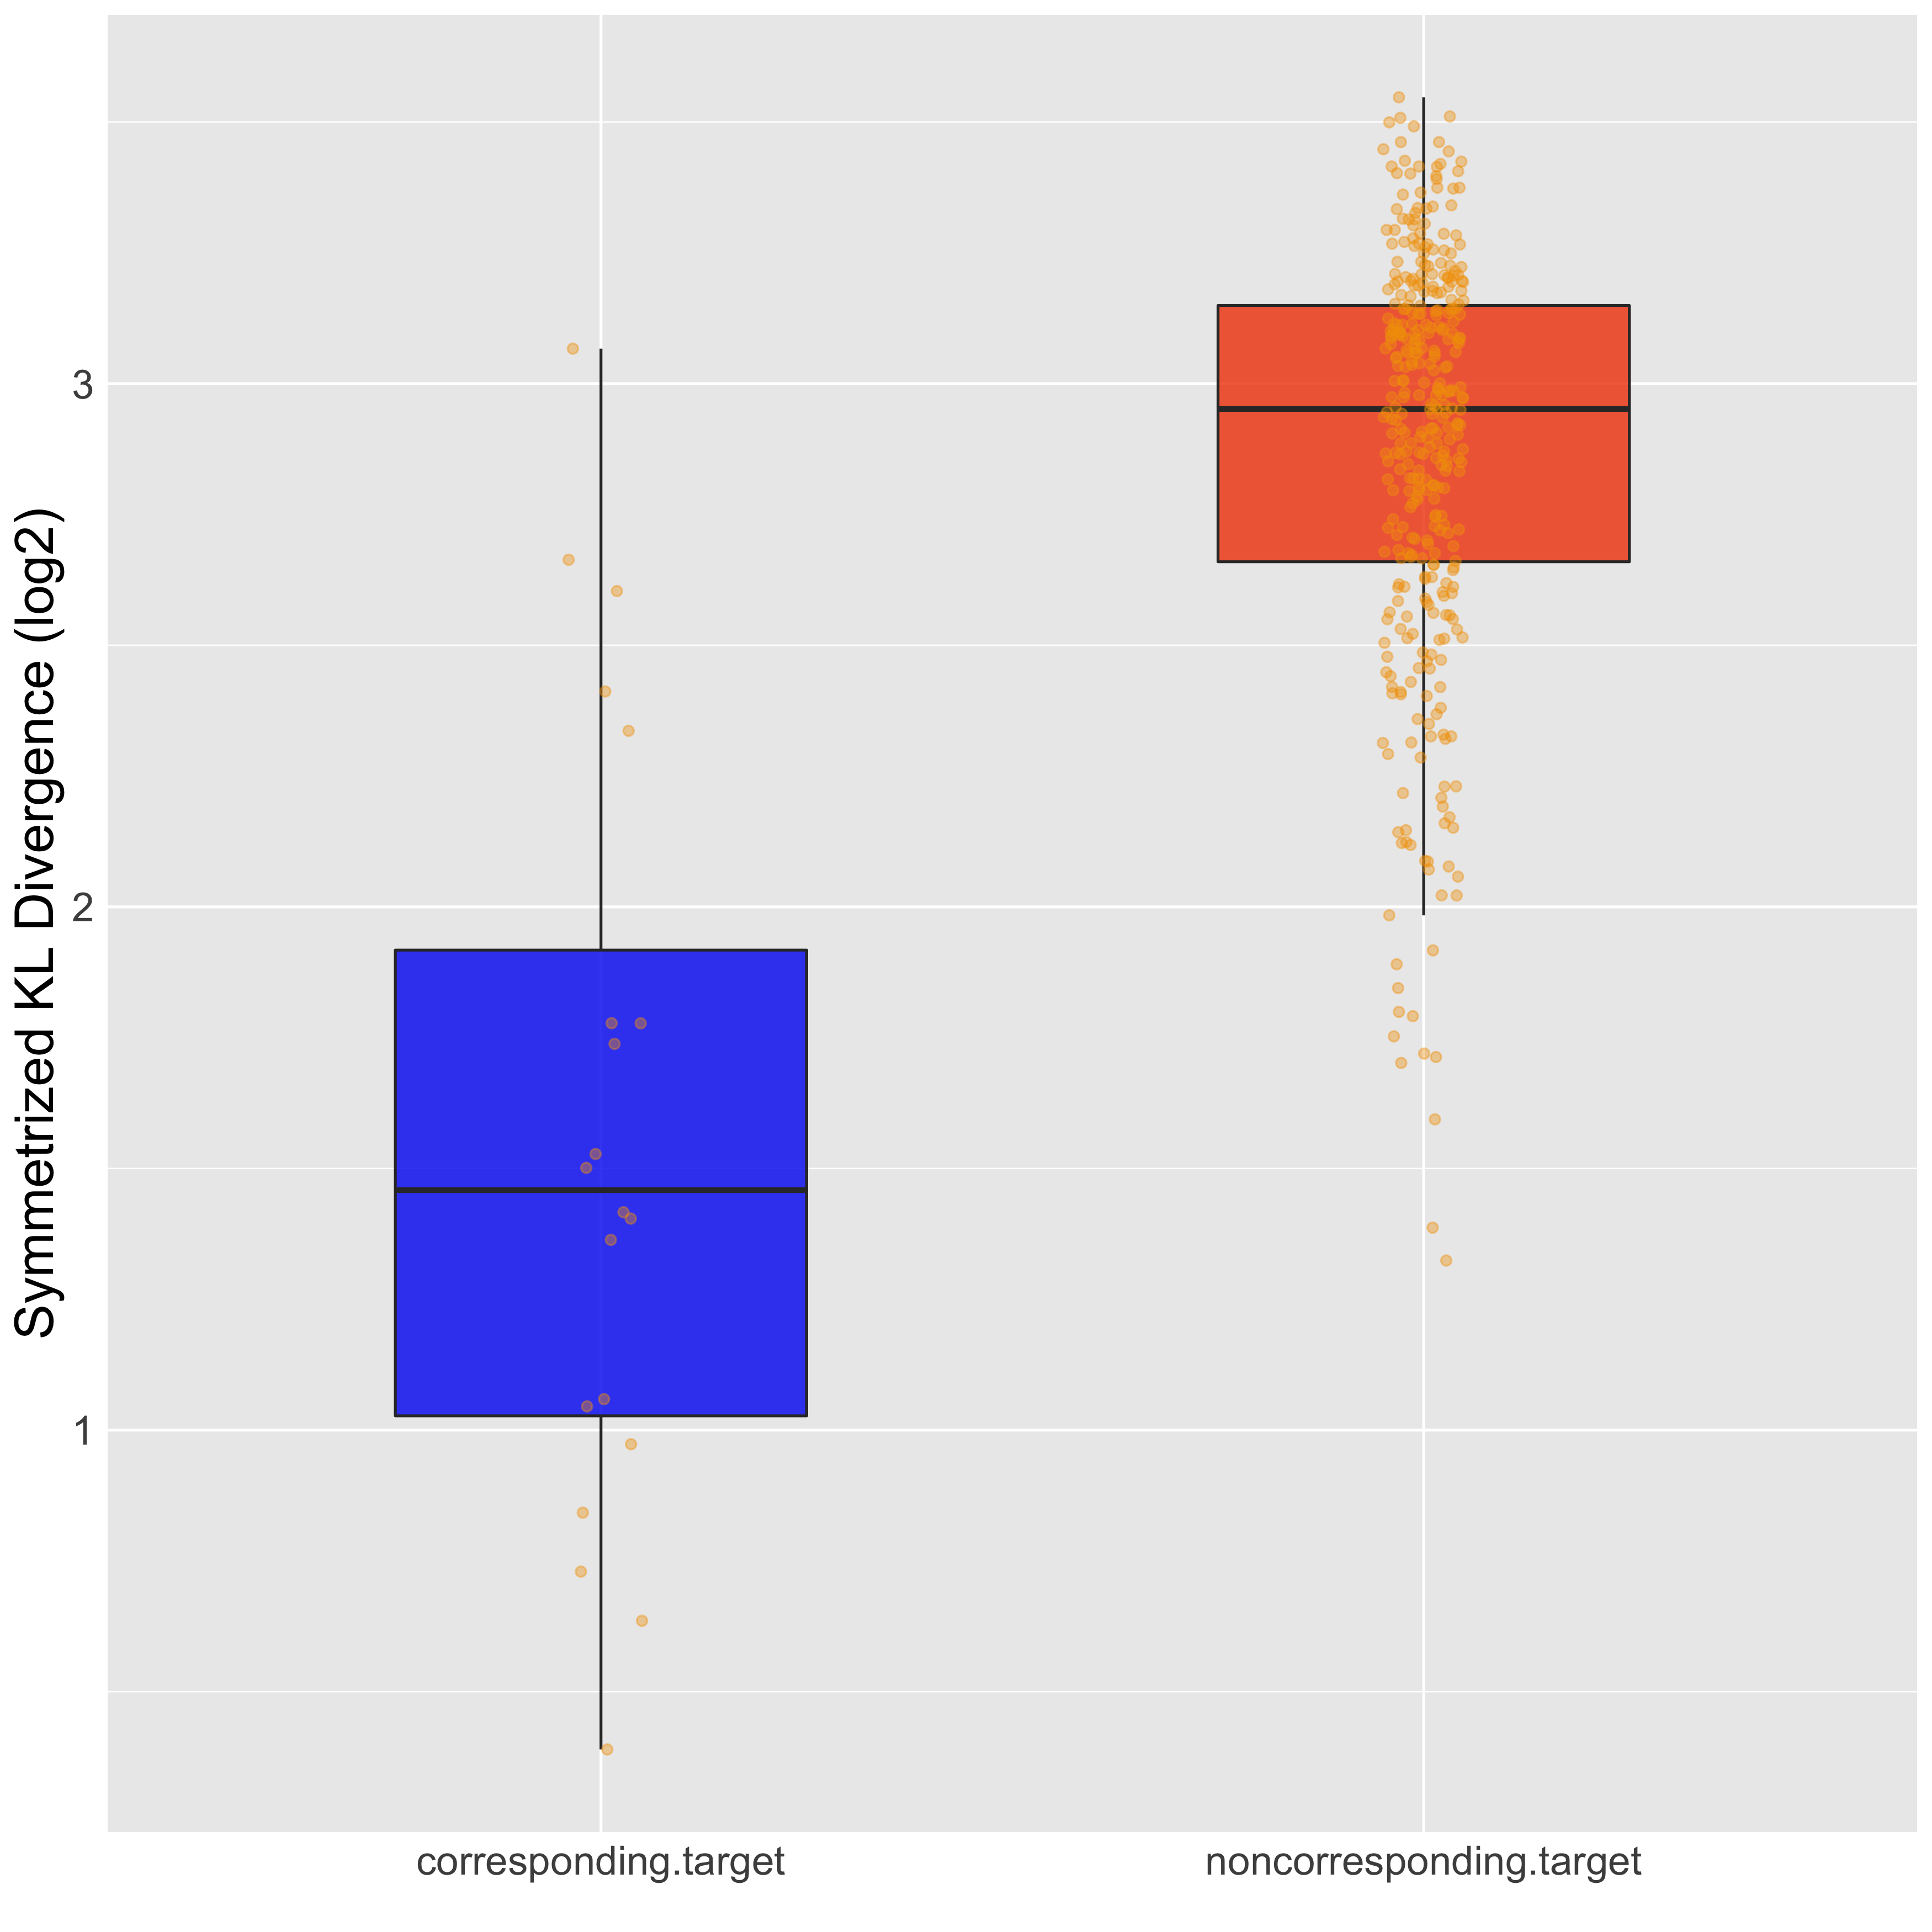 Symmetrized KL Divergence (log2)
3
2
1
corresponding.target
noncorresponding.target